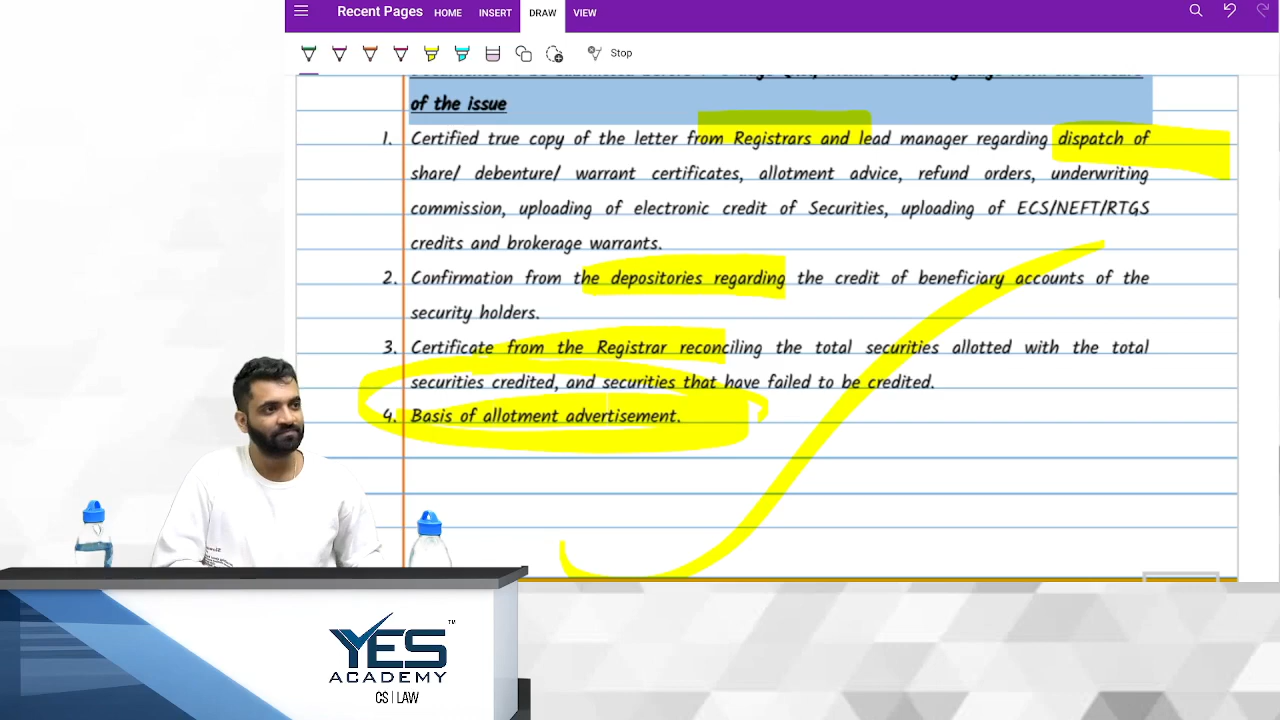 Recent Pages HOME INSERT DRAW VIEW
Stop
of the issue
1. Certified true copy of the letter from Registrars and lead manager regarding dispatch of
share/ debenture/ warrant certificates, allotment advice, refund orders, underwriting
commission, uploading of electronic credit of Securities, uploading of ECS/NEFT/RTGS
credits and brokerage warrants.
2. Confirmation from the depositories regarding the credit of beneficiary accounts of the
security holders.
3. Certificate from the Registrar reconciling the total securities allotted with the total
securities credited, and securities that have failed to be credited.
4. Basis of allotment advertisement.
YES™
ACADEMY
CS | LAW